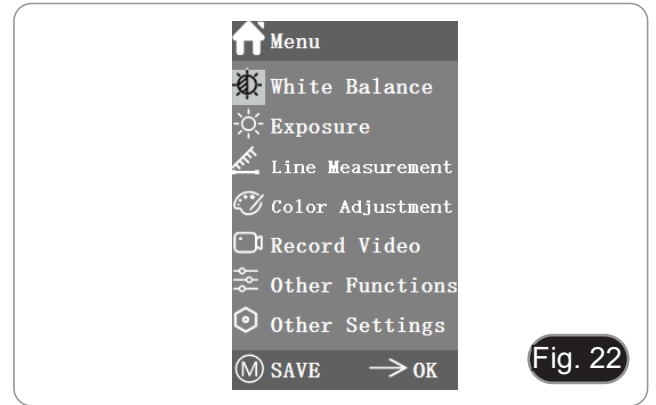 Menu
White Balance
Exposure
Line Measurement
Color Adjustment
Record Video
Other Functions
Other Settings
M SAVE → OK
Fig. 22